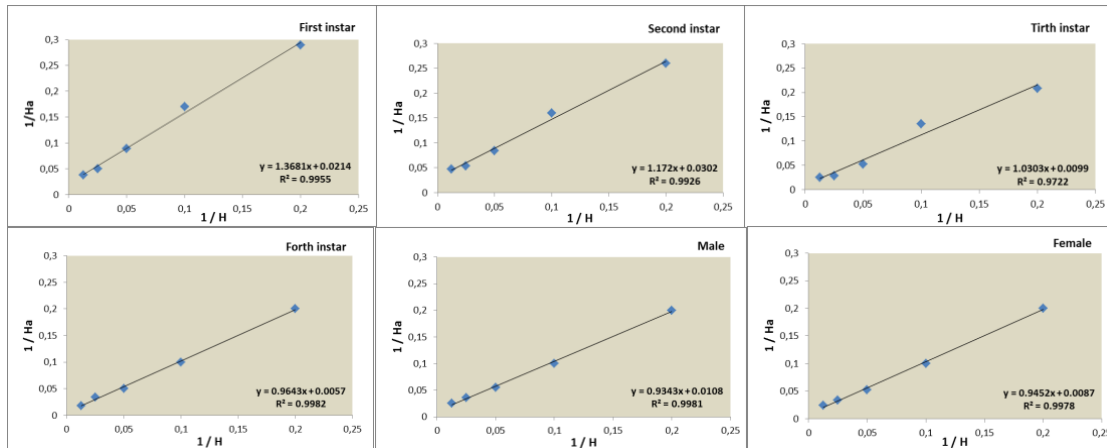 First instar
0,3
0,25
0,2
0,15
0,1
0,05
0
1/Ha
0 0,05 0,1 0,15 0,2 0,25
1 / H
y = 1.3681x+0.0214
R² = 0.9955
Second instar
0,3
0,25
0,2
0,15
0,1
0,05
0
1 / Ha
0 0,05 0,1 0,15 0,2 0,25
1 / H
y = 1.172x+0.0302
R² = 0.9926
Tirth instar
0,3
0,25
0,2
0,15
0,1
0,05
0
1 / Ha
0 0,05 0,1 0,15 0,2 0,25
1 / H
y = 1.0303x+0.0099
R² = 0.9722
Forth instar
0,3
0,25
0,2
0,15
0,1
0,05
0
1 / Ha
0 0,05 0,1 0,15 0,2 0,25
1 / H
y = 0.9643x+0.0057
R² = 0.9982
Male
0,3
0,25
0,2
0,15
0,1
0,05
0
1 / Ha
0 0,05 0,1 0,15 0,2 0,25
1 / H
y = 0.9343x+0.0108
R² = 0.9981
Female
0,3
0,25
0,2
0,15
0,1
0,05
0
1 / Ha
0 0,05 0,1 0,15 0,2 0,25
1 / H
y = 0.9452x+0.0087
R² = 0.9978